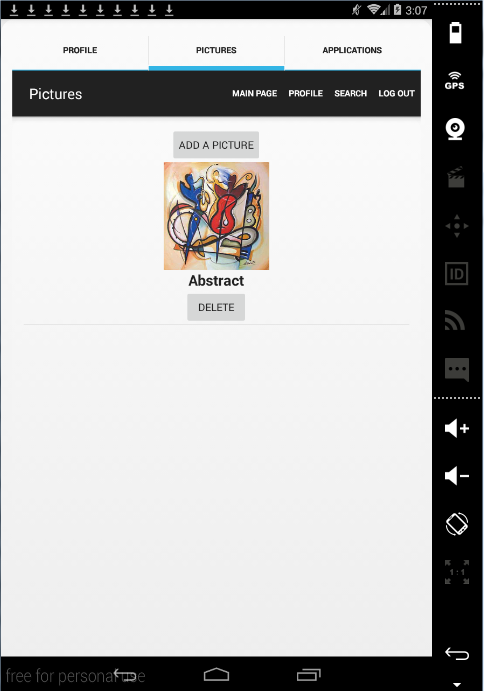 3:07
PROFILE PICTURES APPLICATIONS
Pictures MAIN PAGE PROFILE SEARCH LOG OUT
ADD A PICTURE
Abstract
DELETE
GPS
ID
1:1
free for personal use